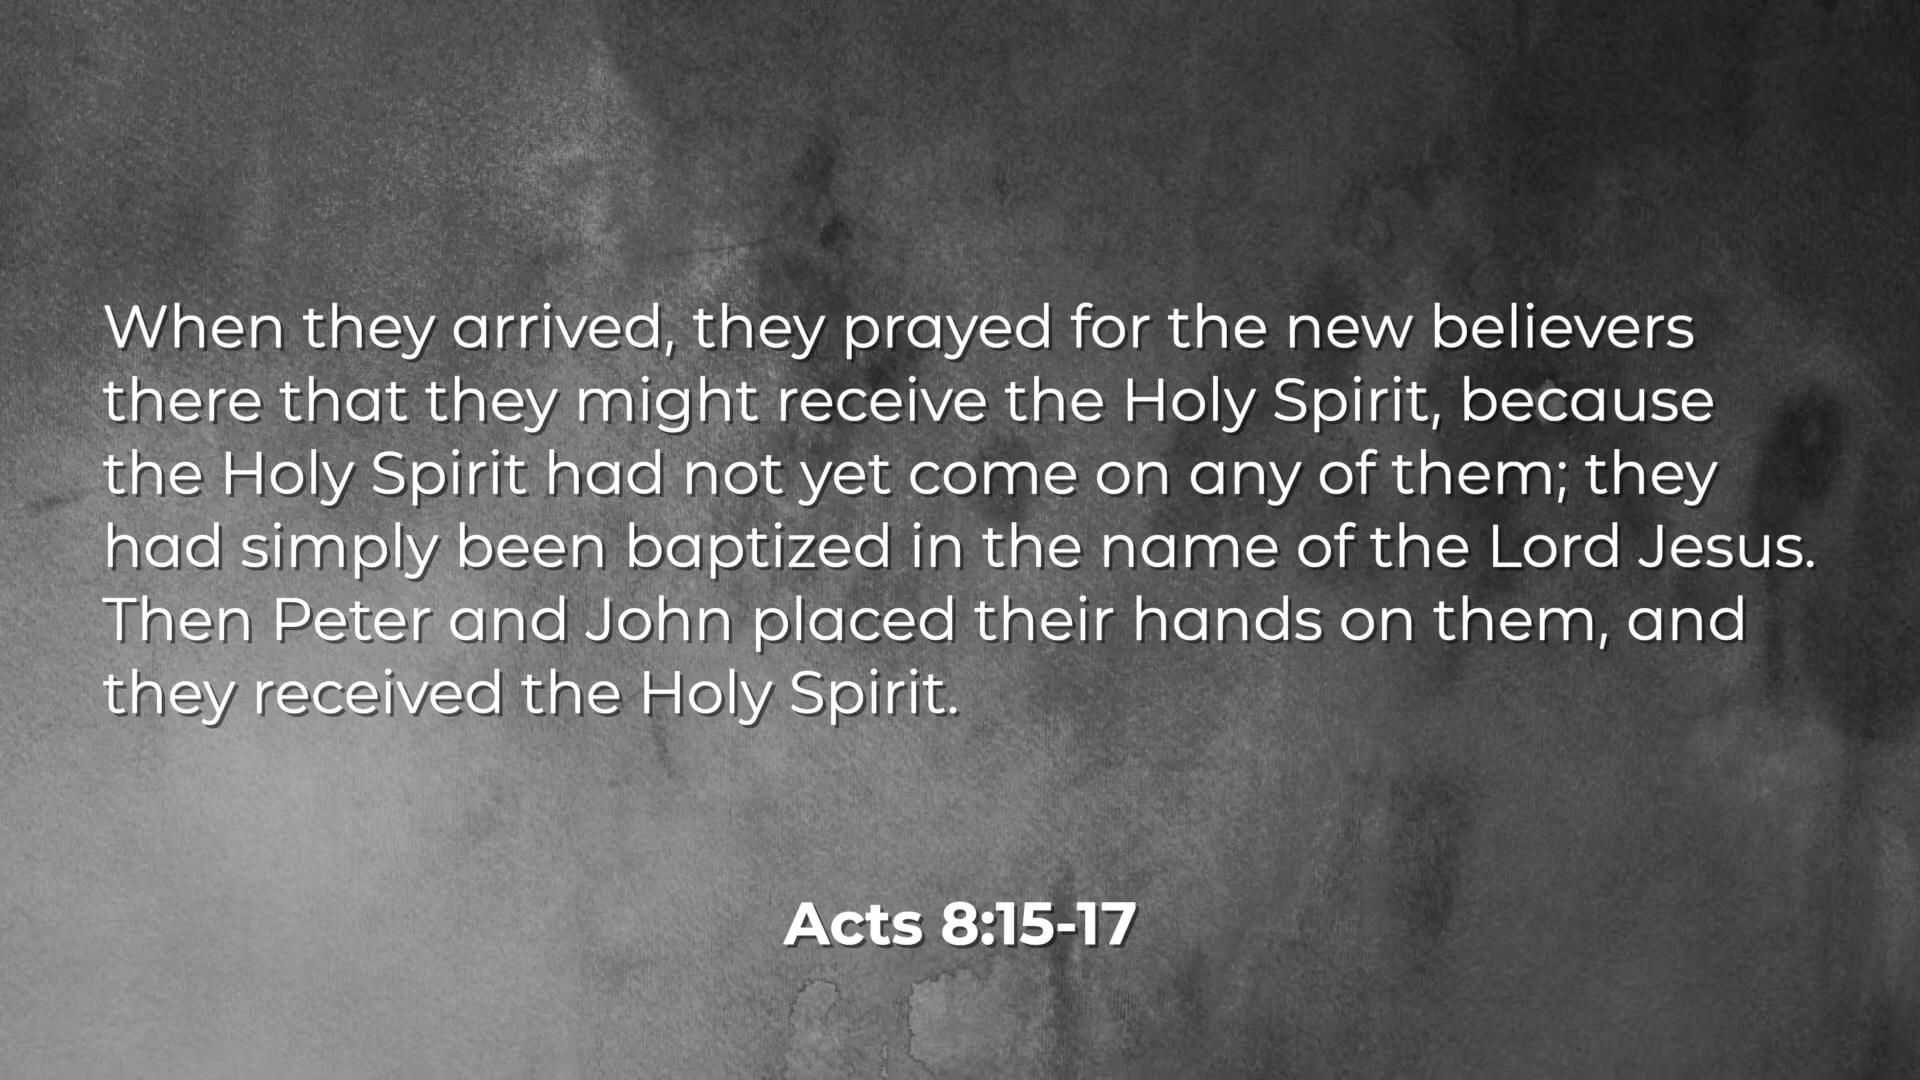 When they arrived, they prayed for the new believers
there that they might receive the Holy Spirit, because
the Holy Spirit had not yet come on any of them; they
had simply been baptized in the name of the Lord Jesus.
Then Peter and John placed their hands on them, and
they received the Holy Spirit.
Acts 8:15-17